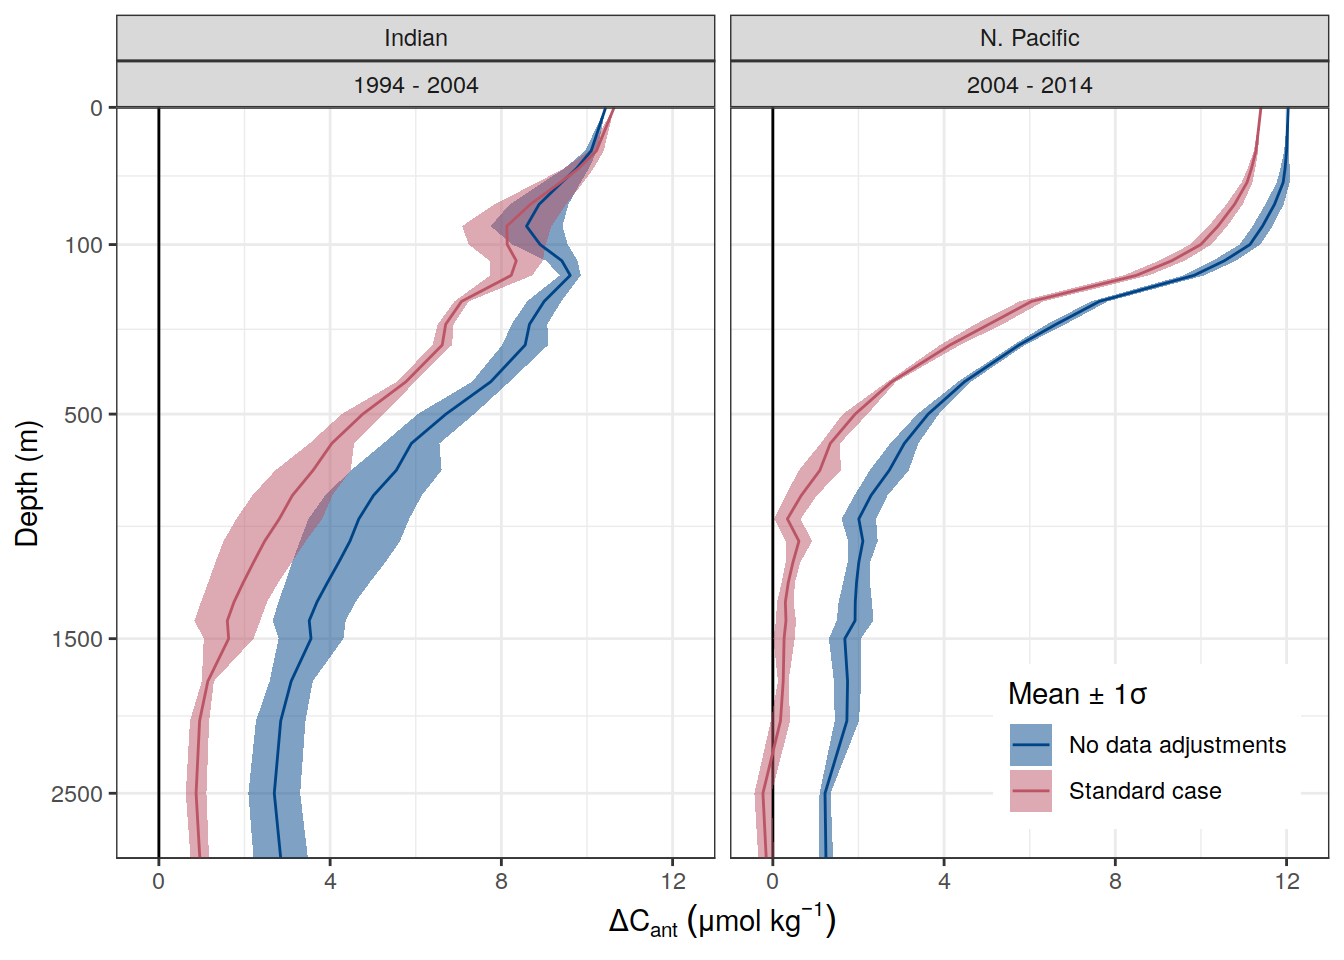 Indian
N. Pacific
1994 - 2004
2004 - 2014
0
100
500
1500
2500
Depth (m)
Mean ± 1σ
No data adjustments
Standard case
0 4 8 12
0 4 8 12
ΔCant (µmol kg−1)